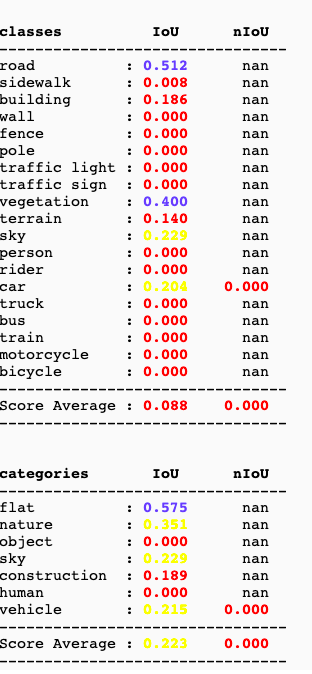 classes IoU nIoU
--------------------------------
road : 0.512 nan
sidewalk : 0.008 nan
building : 0.186 nan
wall : 0.000 nan
fence : 0.000 nan
pole : 0.000 nan
traffic light : 0.000 nan
traffic sign : 0.000 nan
vegetation : 0.400 nan
terrain : 0.140 nan
sky : 0.229 nan
person : 0.000 nan
rider : 0.000 nan
car : 0.204 0.000
truck : 0.000 nan
bus : 0.000 nan
train : 0.000 nan
motorcycle : 0.000 nan
bicycle : 0.000 nan
--------------------------------
Score Average : 0.088 0.000
--------------------------------
categories IoU nIoU
--------------------------------
flat : 0.575 nan
nature : 0.351 nan
object : 0.000 nan
sky : 0.229 nan
construction : 0.189 nan
human : 0.000 nan
vehicle : 0.215 0.000
--------------------------------
Score Average : 0.223 0.000
--------------------------------